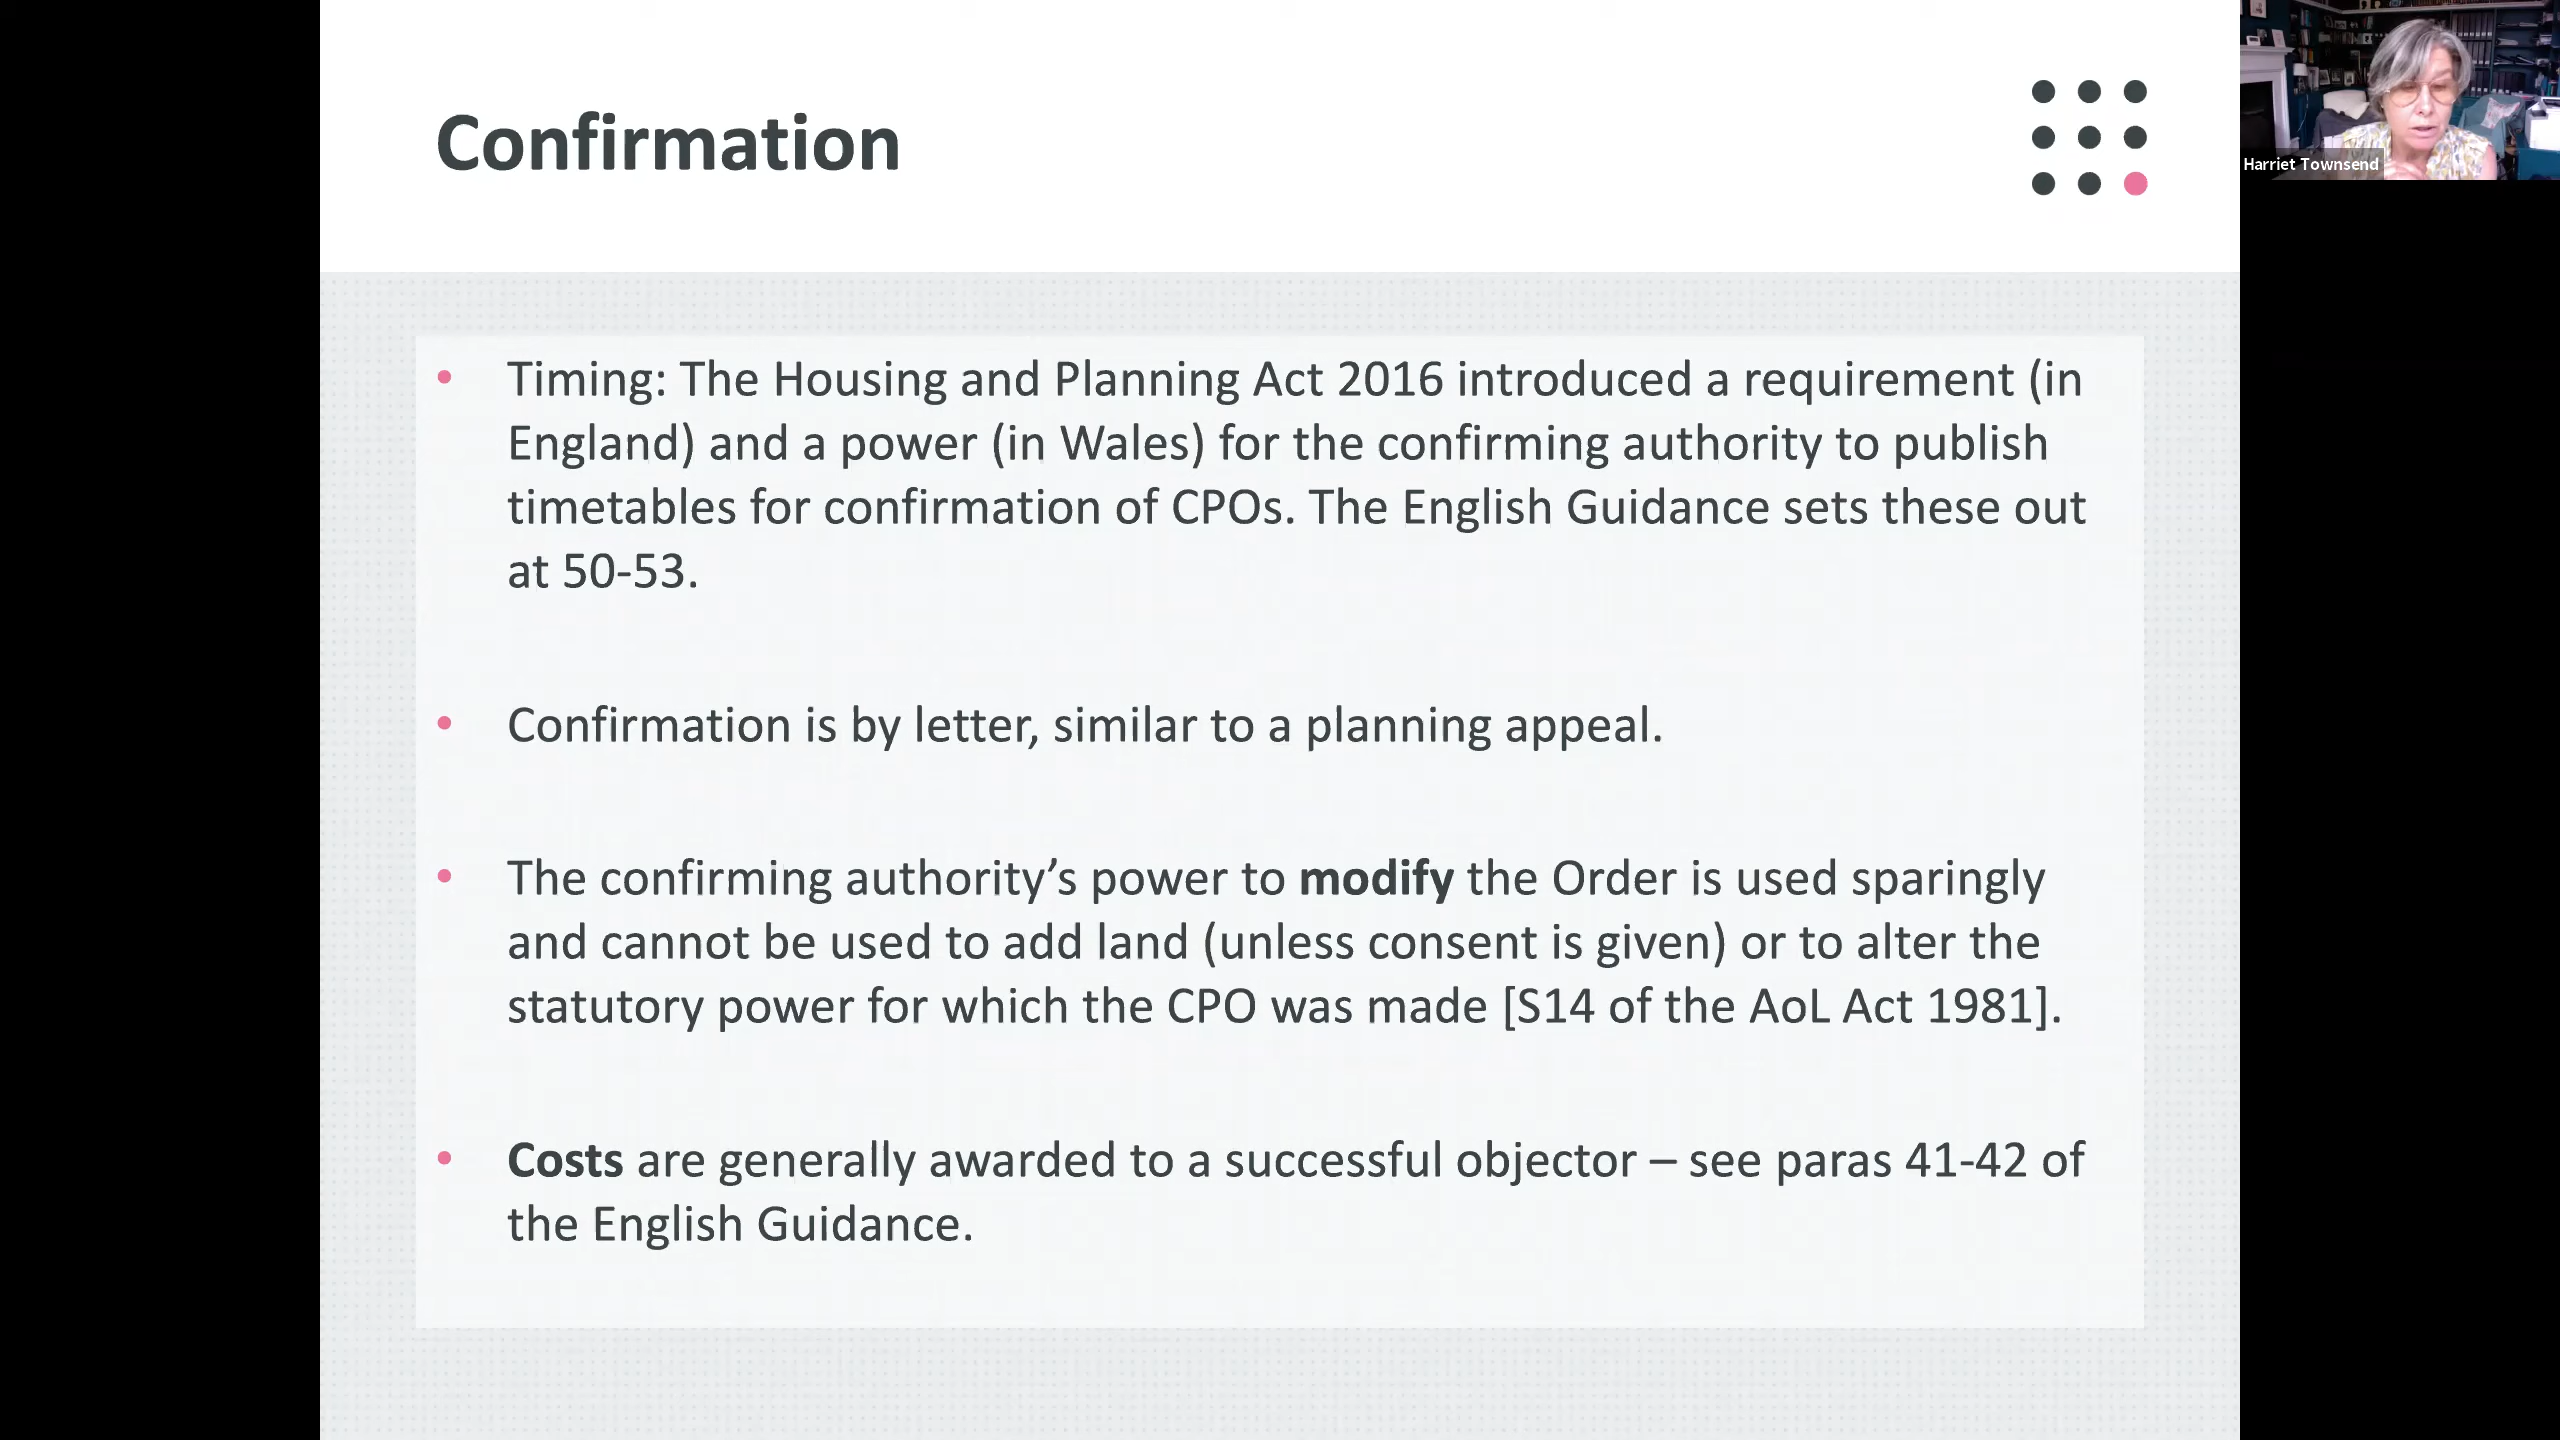 Confirmation
Harriet Townsend
• Timing: The Housing and Planning Act 2016 introduced a requirement (in
England) and a power (in Wales) for the confirming authority to publish
timetables for confirmation of CPOs. The English Guidance sets these out
at 50-53.
• Confirmation is by letter, similar to a planning appeal.
• The confirming authority’s power to modify the Order is used sparingly
and cannot be used to add land (unless consent is given) or to alter the
statutory power for which the CPO was made [S14 of the AoL Act 1981].
• Costs are generally awarded to a successful objector – see paras 41-42 of
the English Guidance.